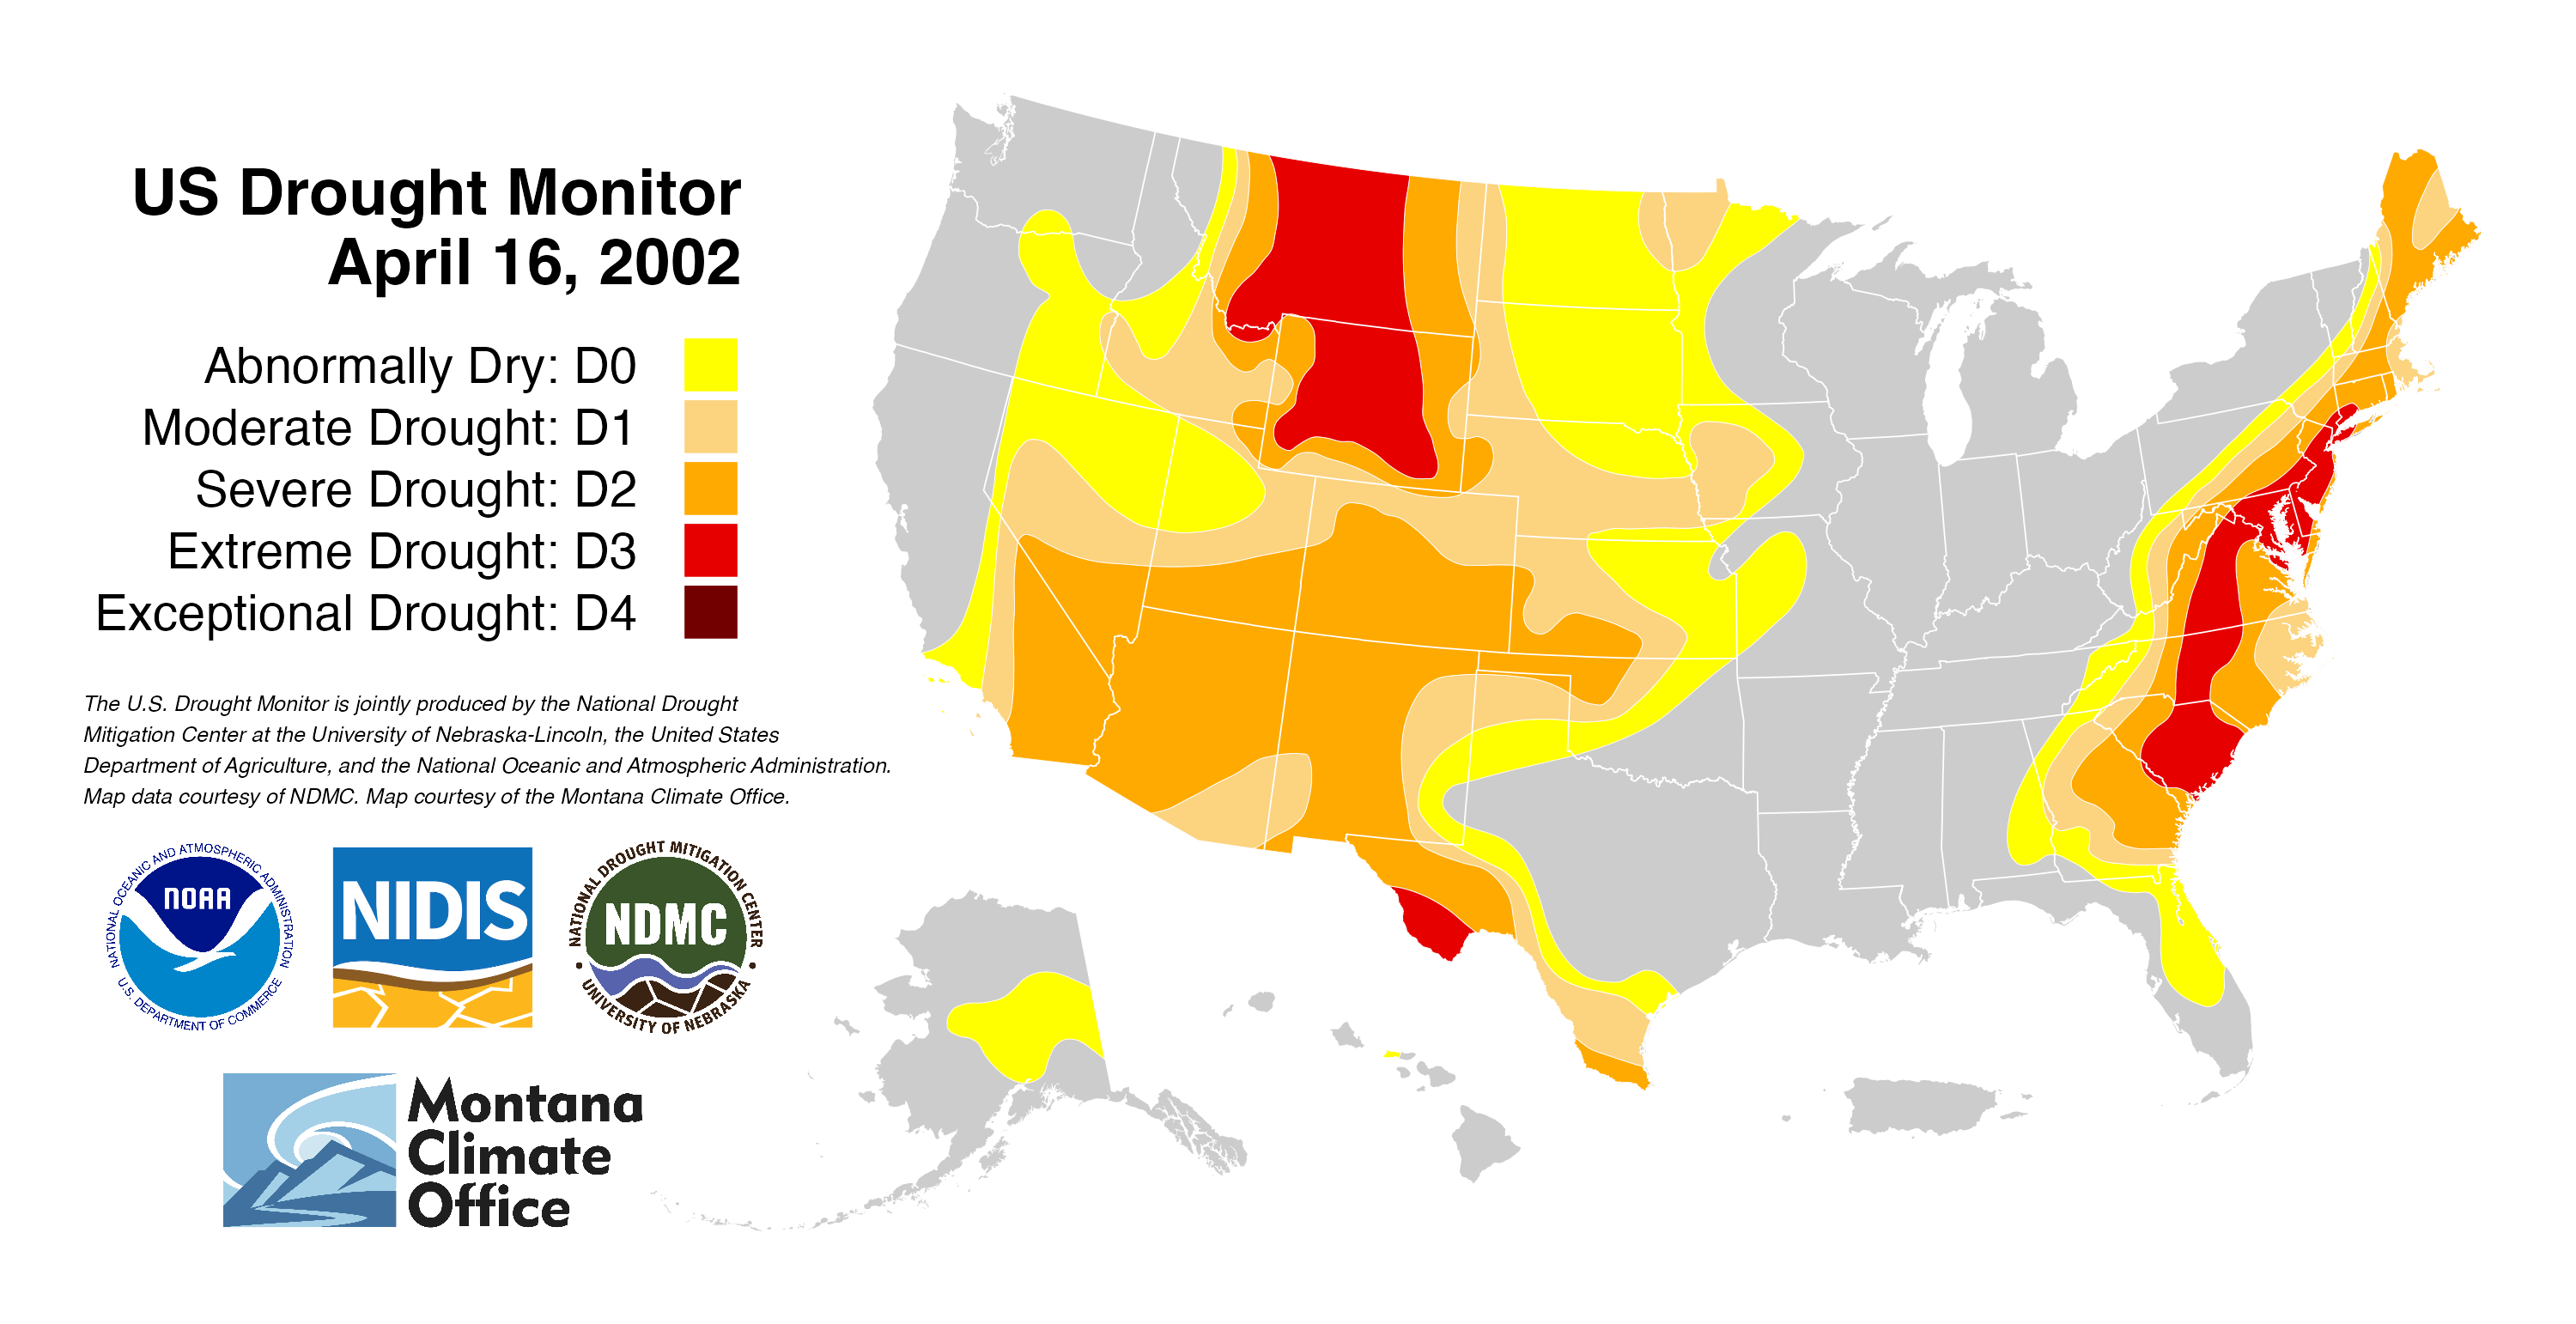 US Drought Monitor
April 16, 2002
Abnormally Dry: D0
Moderate Drought: D1
Severe Drought: D2
Extreme Drought: D3
Exceptional Drought: D4
The U.S. Drought Monitor is jointly produced by the National Drought
Mitigation Center at the University of Nebraska-Lincoln, the United States
Department of Agriculture, and the National Oceanic and Atmospheric Administration.
Map data courtesy of NDMC. Map courtesy of the Montana Climate Office.
NATIONAL OCEANIC AND ATMOSPHERIC ADMINISTRATION
NOAA
U.S. DEPARTMENT OF COMMERCE
NIDIS
NATIONAL DROUGHT MITIGATION CENTER
NDMC
UNIVERSITY OF NEBRASKA
Montana
Climate
Office